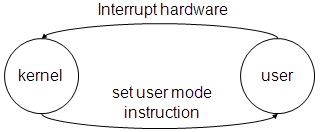 Interrupt hardware
kernel
user
set user mode
instruction